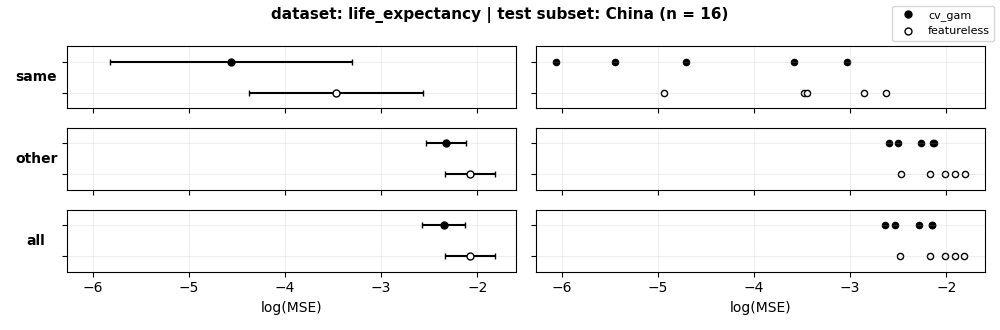 dataset: life_expectancy | test subset: China (n = 16)
cv_gam
featureless
same
other
all
−6 −5 −4 −3 −2
−6 −5 −4 −3 −2
log(MSE)
log(MSE)